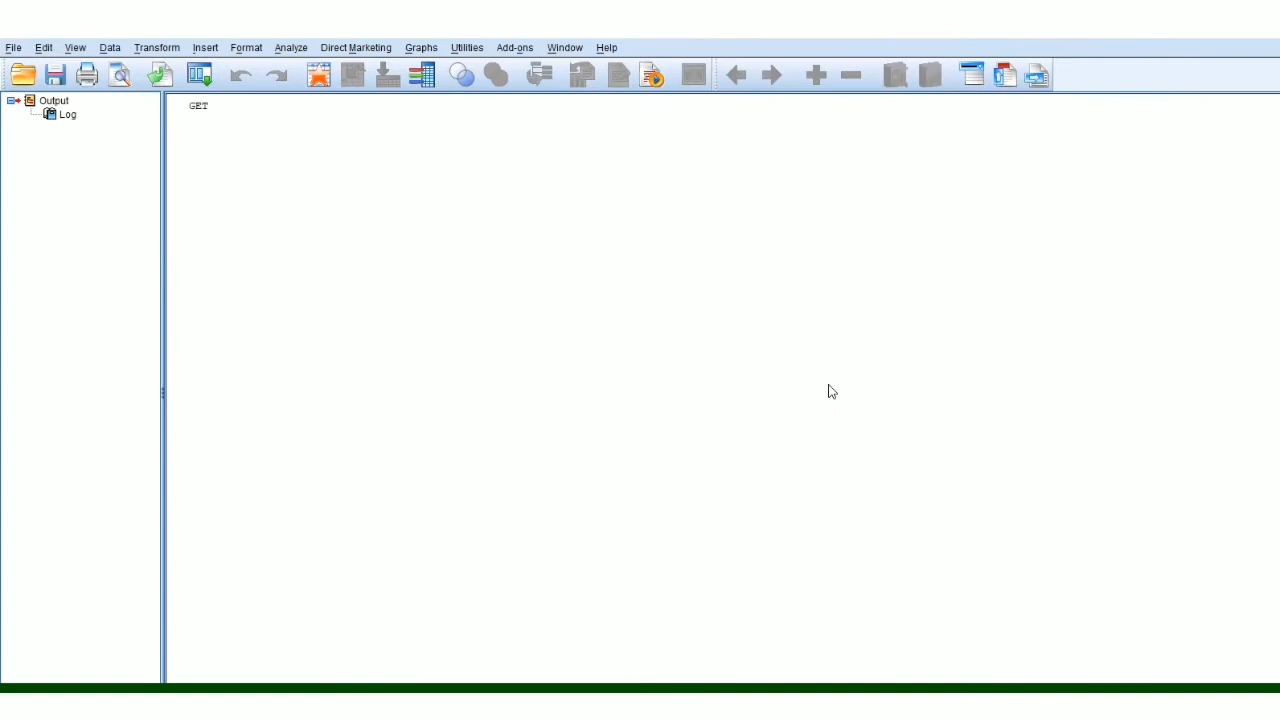 File Edit View Data Transform Insert Format Analyze Direct Marketing Graphs Utilities Add-ons Window Help
Output
Log
GET